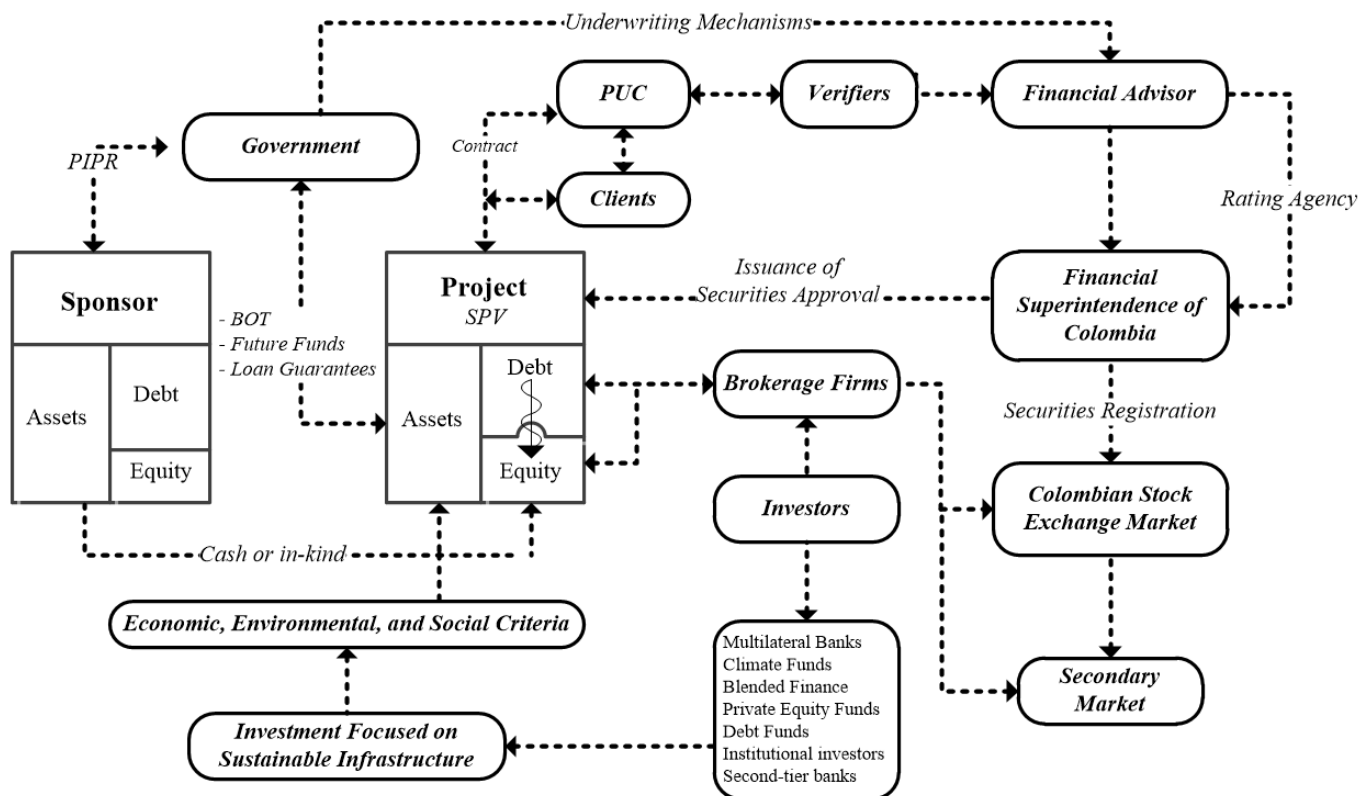 Underwriting Mechanisms
PUC
Verifiers
Financial Advisor
Government
PIPR
Contract
Clients
Rating Agency
Sponsor
Project
SPV
Issuance of
Securities Approval
Financial
Superintendence of
Colombia
- BOT
- Future Funds
- Loan Guarantees
Assets
Debt
Equity
Assets
Debt
Equity
Brokerage Firms
Securities Registration
Investors
Colombian Stock
Exchange Market
Cash or in-kind
Economic, Environmental, and Social Criteria
Multilateral Banks
Climate Funds
Blended Finance
Private Equity Funds
Debt Funds
Institutional investors
Second-tier banks
Secondary
Market
Investment Focused on
Sustainable Infrastructure